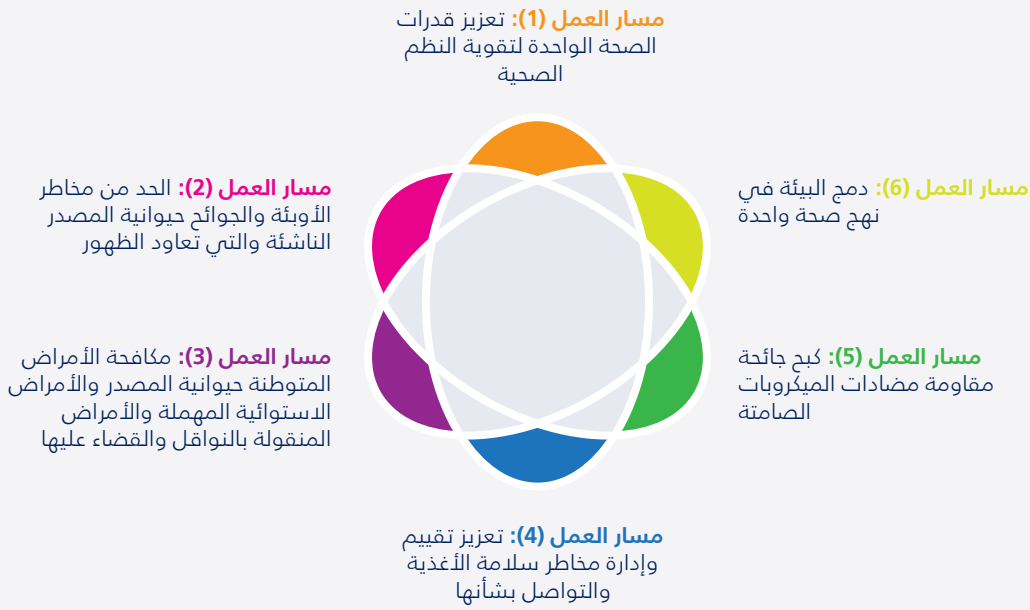 مسار العمل (1): تعزيز قدرات
الصحة الواحدة لتقوية النظم
الصحية
مسار العمل (2): الحد من مخاطر
الأوبئة والجوائح حيوانية المصدر
الناشئة والتي تعاود الظهور
مسار العمل (3): مكافحة الأمراض
المتوطنة حيوانية المصدر والأمراض
الاستوائية المهملة والأمراض
المنقولة بالنواقل والقضاء عليها
مسار العمل (4): تعزيز تقييم
وإدارة مخاطر سلامة الأغذية
والتواصل بشأنها
مسار العمل (5): كبح جائحة
مقاومة مضادات الميكروبات
الصامتة
مسار العمل (6): دمج البيئة في
نهج صحة واحدة